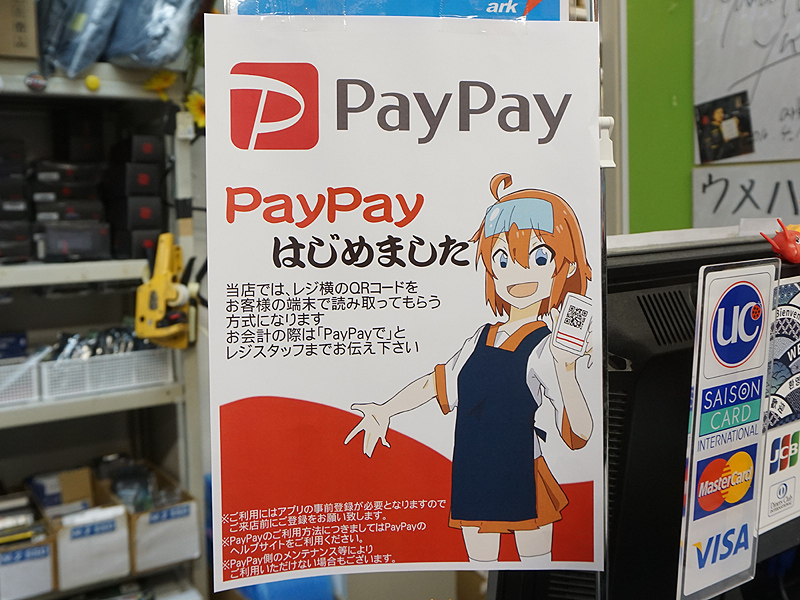 ark
PayPay
PayPay
はじめました
当店では、レジ横のQRコードを
お客様の端末で読み取ってもらう
方式になります
お会計の際は「PayPayで」と
レジスタッフまでお伝え下さい
※ご利用にはアプリの事前登録が必要となりますので
ご来店前にご登録をお願い致します。
※PayPayのご利用方法につきましてはPayPayの
ヘルプサイトをご利用ください。
※PayPay側のメンテナンス等により
ご利用いただけない場合もございます。
ウメハ
UC
SAISON
CARD
INTERNATIONAL
MasterCard
VISA
JCB
Diners Club